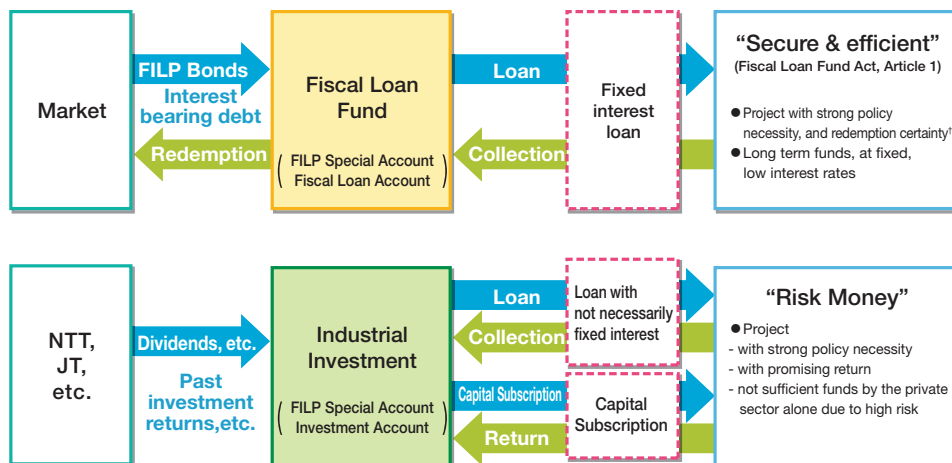 Market
FILP Bonds
Interest
bearing debt
Redemption
Fiscal Loan
Fund
( FILP Special Account
Fiscal Loan Account )
Loan
Collection
Fixed
interest
loan
“Secure & efficient”
(Fiscal Loan Fund Act, Article 1)
● Project with strong policy
necessity, and redemption certainty†
● Long term funds, at fixed,
low interest rates
NTT,
JT,
etc.
Dividends, etc.
Past
investment
returns,etc.
Industrial
Investment
( FILP Special Account
Investment Account )
Loan
Collection
Loan with
not necessarily
fixed interest
Capital Subscription
Return
Capital
Subscription
“Risk Money”
● Project
- with strong policy necessity
- with promising return
- not sufficient funds by the private
sector alone due to high risk